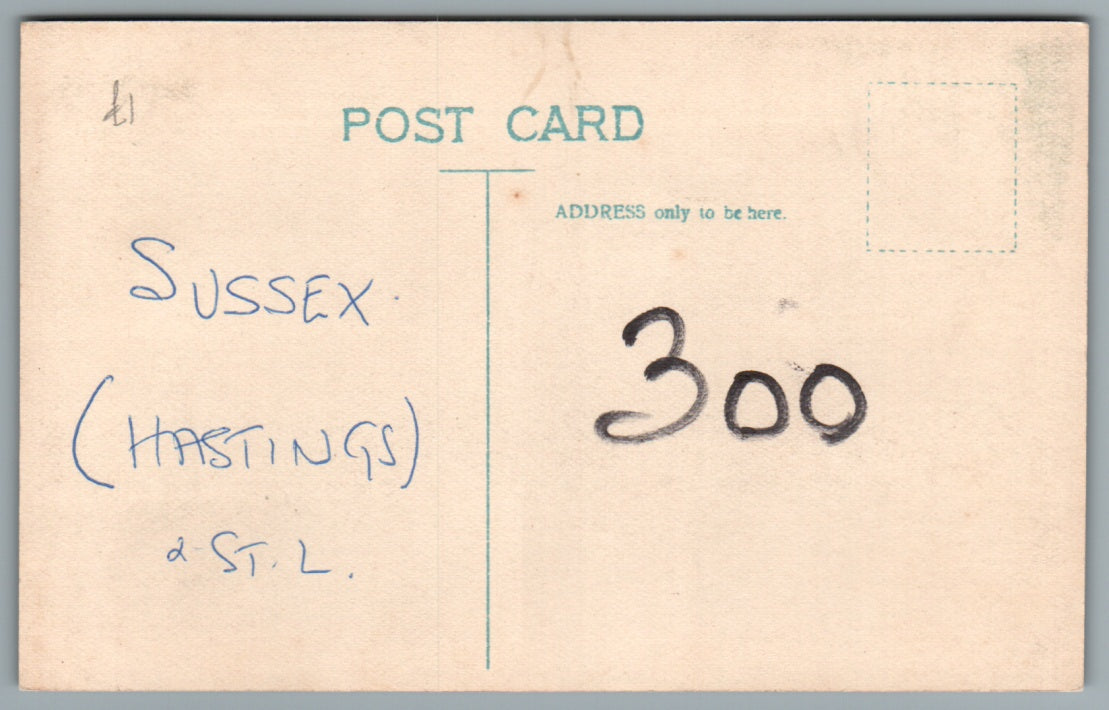 £1
POST CARD
ADDRESS only to be here.
SUSSEX.
(HASTINGS)
& ST. L.
300